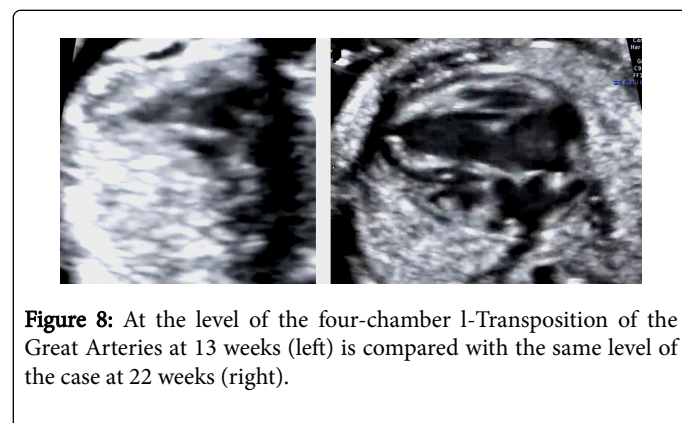 Figure 8: At the level of the four-chamber l-Transposition of the
Great Arteries at 13 weeks (left) is compared with the same level of
the case at 22 weeks (right).